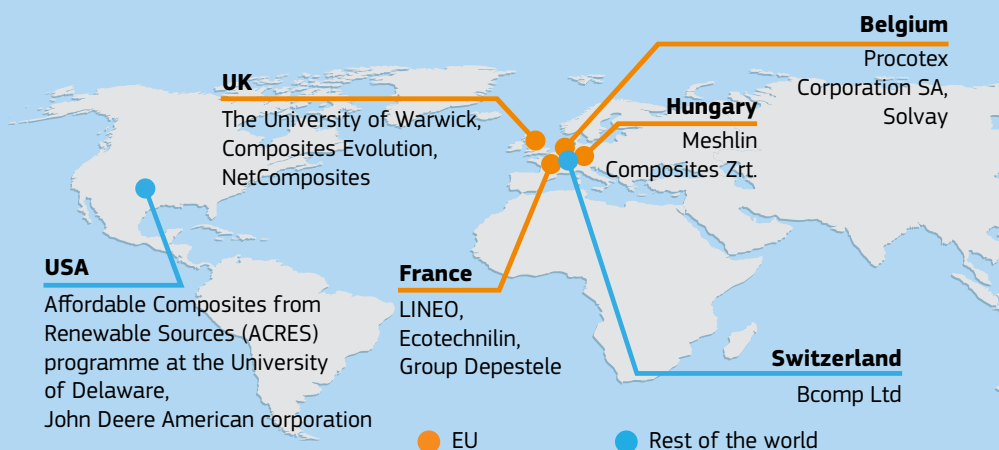 Belgium
Procotex
Corporation SA,
Solvay
UK
The University of Warwick,
Composites Evolution,
NetComposites
Hungary
Meshlin
Composites Zrt.
USA
Affordable Composites from
Renewable Sources (ACRES)
programme at the University
of Delaware,
John Deere American corporation
France
LINEO,
Ecotechnilin,
Group Depestele
Switzerland
Bcomp Ltd
EU
Rest of the world